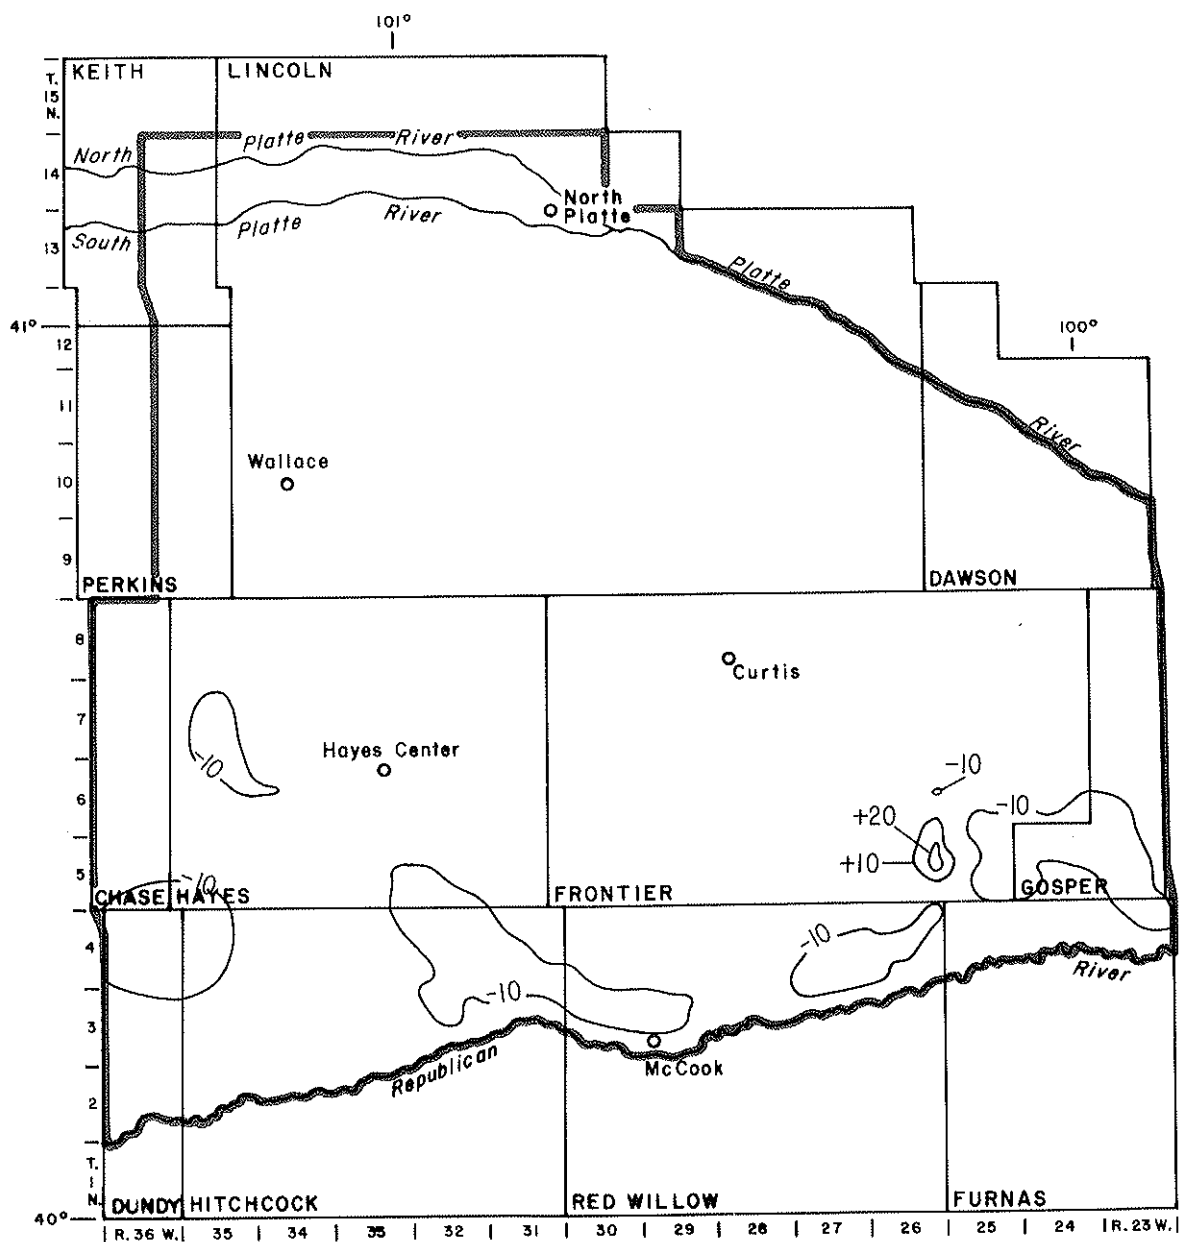 101°
KEITH
LINCOLN
T.
15
N.
North Platte River
14
North
Platte
South Platte River
13
Platte River
41°
100°
12
11
Wallace
10
9
PERKINS
DAWSON
8
Curtis
7
Hayes Center
-10
-10
6
-10
+20
+10
5
-10
CHASE
HAYES
FRONTIER
GOSPER
4
-10
River
-10
3
Republican
McCook
2
T.
1
N.
DUNDY
HITCHCOCK
RED WILLOW
FURNAS
40°
R. 36 W. 35 34 33 32 31 30 29 28 27 26 25 24 R. 23 W.